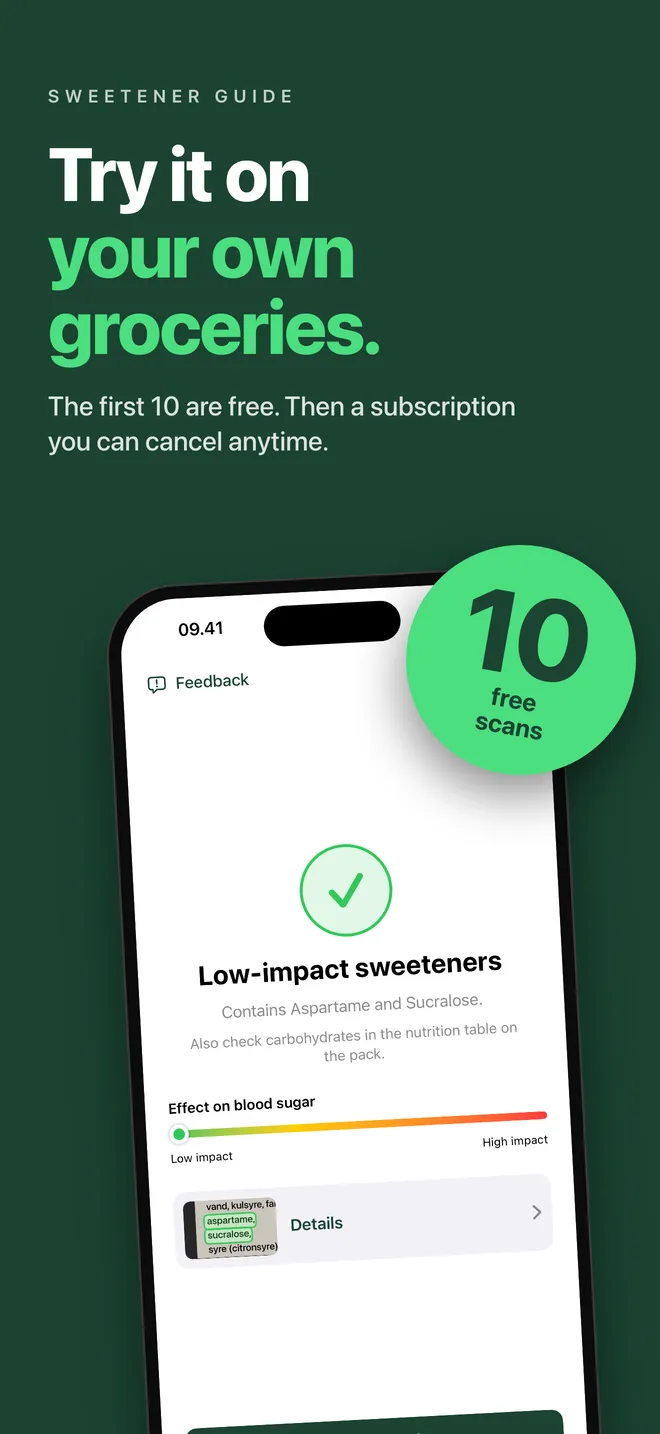 SWEETENER GUIDE
Try it on
your own
groceries.
The first 10 are free. Then a subscription
you can cancel anytime.
10
free
scans
09.41
Feedback
Low-impact sweeteners
Contains Aspartame and Sucralose.
Also check carbohydrates in the nutrition table on
the pack.
Effect on blood sugar
Low impact
High impact
vand, kulsyre, fa
aspartame,
sucralose,
syre (citronsyre)
Details